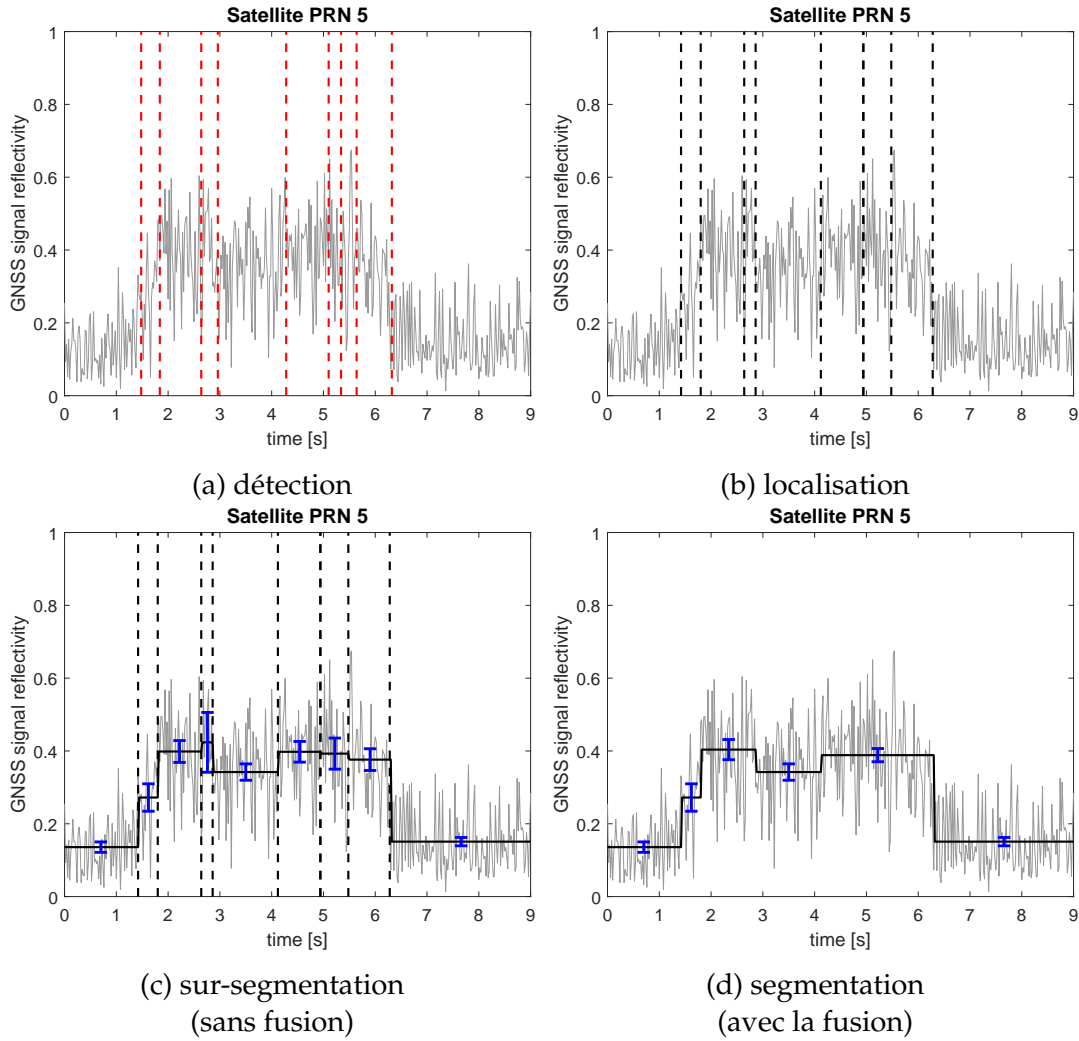 Satellite PRN 5
1
0.8
0.6
0.4
0.2
0
GNSS signal reflectivity
0 1 2 3 4 5 6 7 8 9
time [s]
(a) détection
Satellite PRN 5
1
0.8
0.6
0.4
0.2
0
GNSS signal reflectivity
0 1 2 3 4 5 6 7 8 9
time [s]
(b) localisation
Satellite PRN 5
1
0.8
0.6
0.4
0.2
0
GNSS signal reflectivity
0 1 2 3 4 5 6 7 8 9
time [s]
(c) sur-segmentation
(sans fusion)
Satellite PRN 5
1
0.8
0.6
0.4
0.2
0
GNSS signal reflectivity
0 1 2 3 4 5 6 7 8 9
time [s]
(d) segmentation
(avec la fusion)